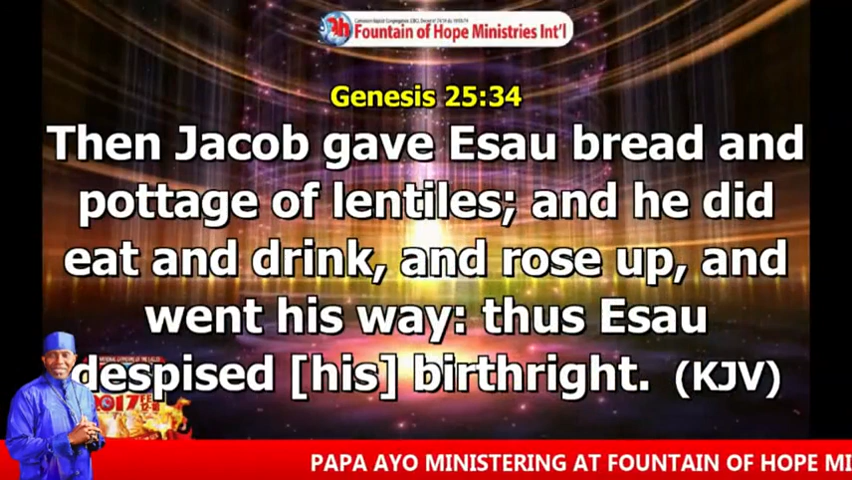 Fountain of Hope Ministries Int'l
Genesis 25:34
Then Jacob gave Esau bread and
pottage of lentiles; and he did
eat and drink, and rose up, and
went his way: thus Esau
despised [his] birthright. (KJV)
2017
PAPA AYO MINISTERING AT FOUNTAIN OF HOPE MI